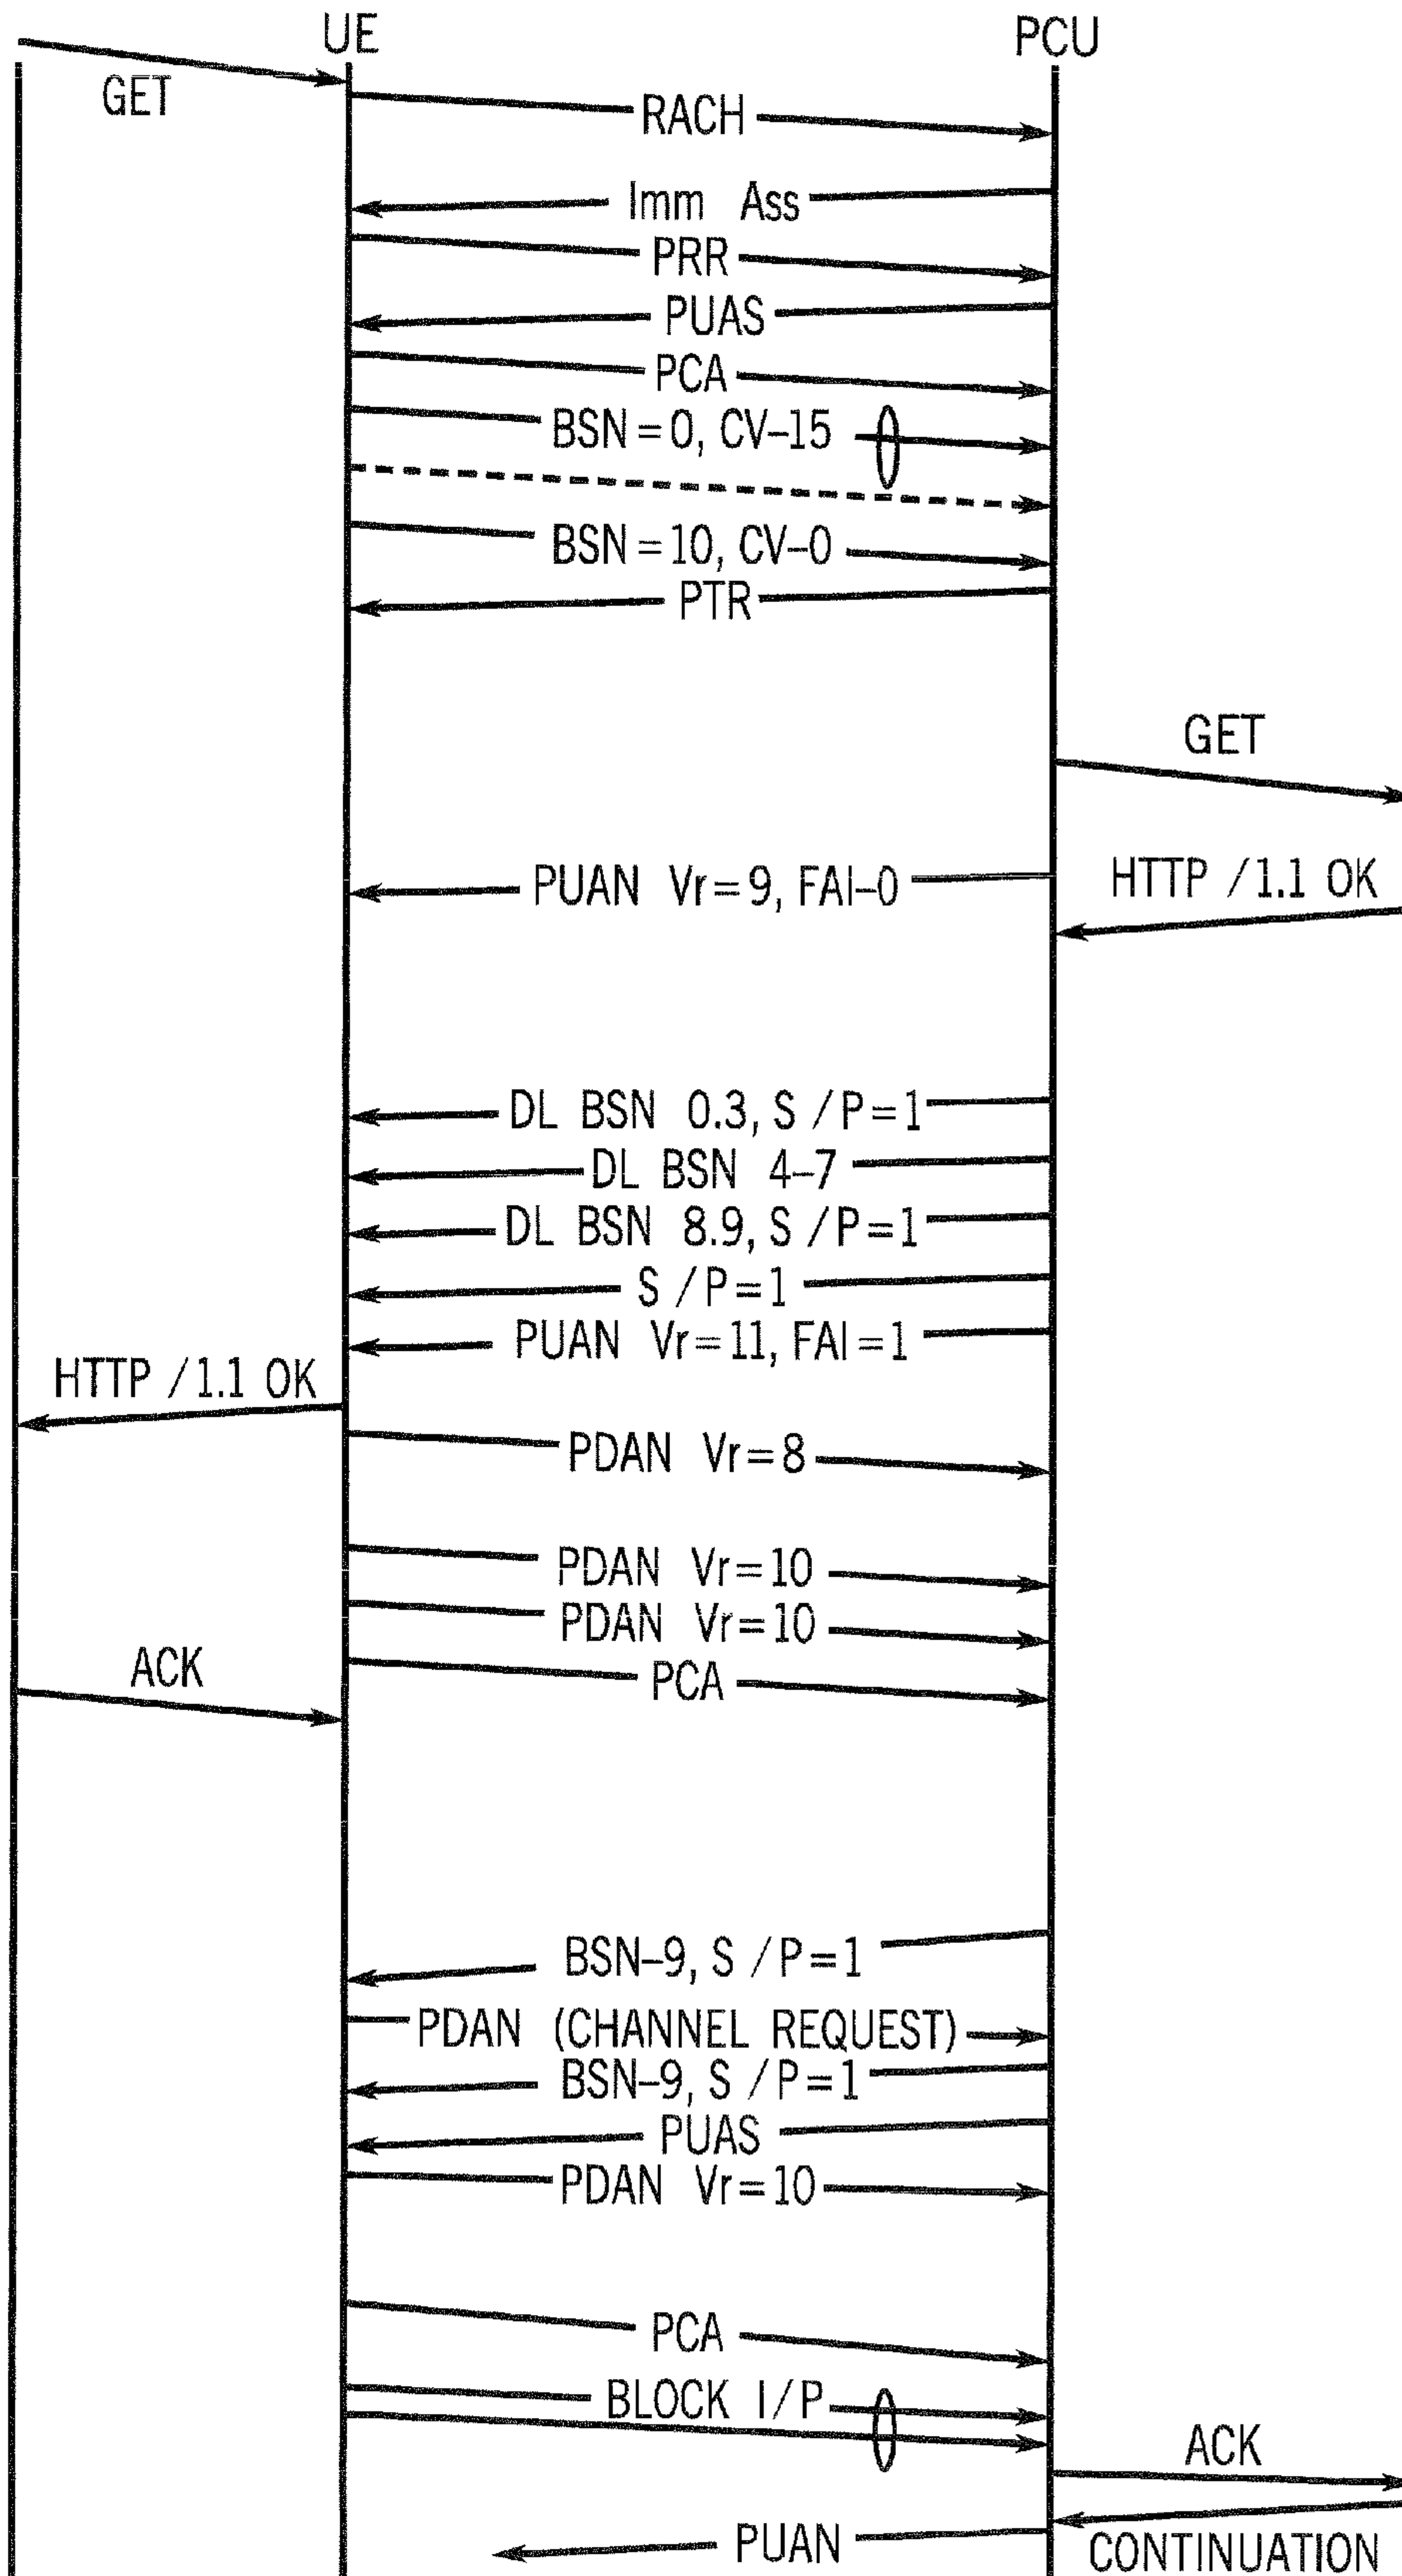 UE
PCU
GET
RACH
Imm Ass
PRR
PUAS
PCA
BSN=0, CV–15
BSN=10, CV–0
PTR
GET
HTTP /1.1 OK
PUAN Vr=9, FAI–0
DL BSN 0.3, S /P=1
DL BSN 4–7
DL BSN 8.9, S /P=1
S /P=1
PUAN Vr=11, FAI=1
HTTP /1.1 OK
PDAN Vr=8
PDAN Vr=10
PDAN Vr=10
ACK
PCA
BSN–9, S /P=1
PDAN (CHANNEL REQUEST)
BSN–9, S /P=1
PUAS
PDAN Vr=10
PCA
BLOCK I/P
ACK
PUAN
CONTINUATION